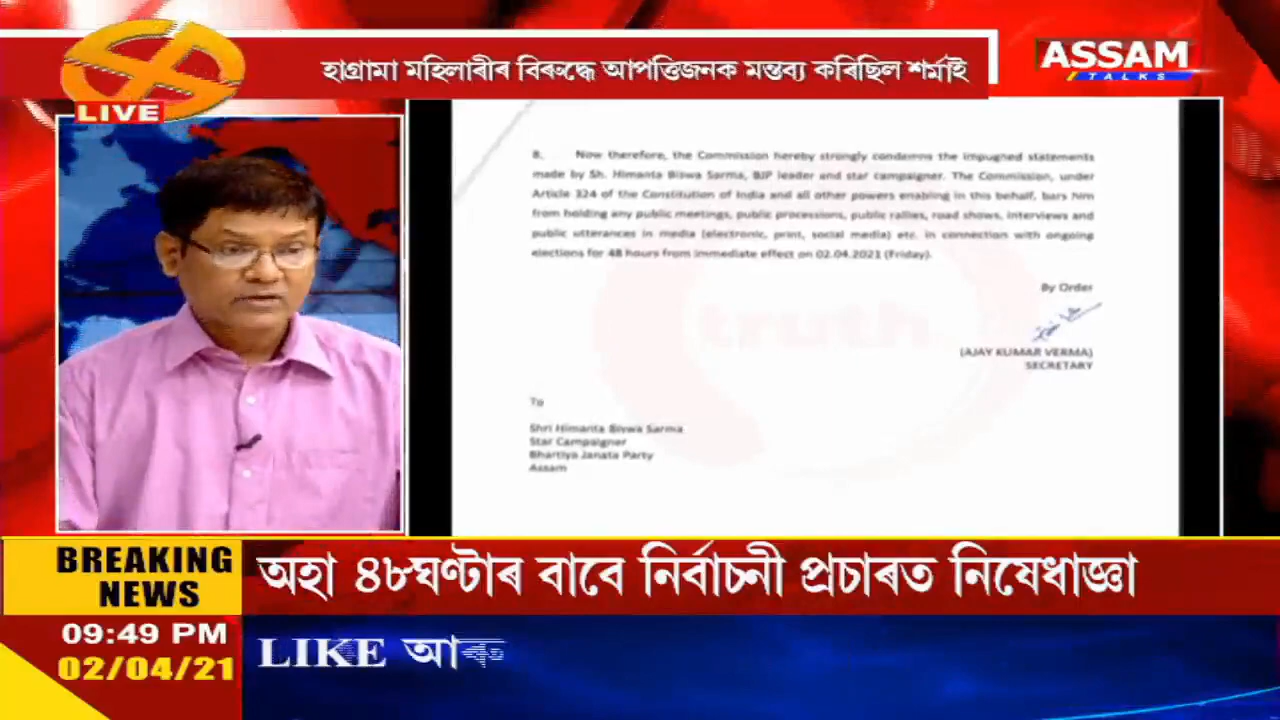 হাগ্ৰামা মহিলাৰীৰ বিৰুদ্ধে আপত্তিজনক মন্তব্য কৰিছিল শৰ্মাই
ASSAM
TALKS
LIVE
8. Now therefore, the Commission hereby strongly condemns the impugned statements
made by Sh. Himanta Biswa Sarma, BJP leader and star campaigner. The Commission, under
Article 324 of the Constitution of India and all other powers enabling in this behalf, bars him
from holding any public meetings, public processions, public rallies, road shows, interviews and
public utterances in media (electronic, print, social media) etc. in connection with ongoing
elections for 48 hours from immediate effect on 02.04.2021 (Friday).
By Order
(AJAY KUMAR VERMA)
SECRETARY
truth
To
Shri Himanta Biswa Sarma
Star Campaigner
Bhartiya Janata Party
Assam
BREAKING
NEWS
অহা ৪৮ঘণ্টাৰ বাবে নিৰ্বাচনী প্ৰচাৰত নিষেধাজ্ঞা
09:49 PM
02/04/21
LIKE আৰু